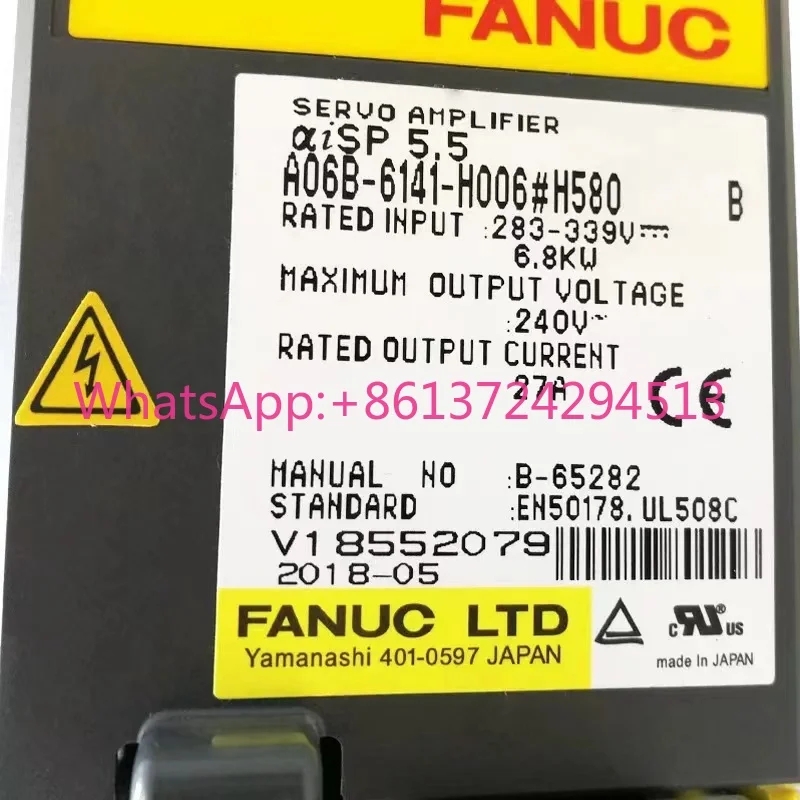 FANUC
SERVO AMPLIFIER
αiSP 5.5
A06B-6141-H006#H580 B
RATED INPUT :283-339V⎓
6.8KW
MAXIMUM OUTPUT VOLTAGE
:240V~
RATED OUTPUT CURRENT
27A
WhatsApp:+8613724294513
CE
MANUAL NO :B-65282
STANDARD :EN50178. UL508C
V18552079
2018-05
FANUC LTD
Yamanashi 401-0597 JAPAN
c RU® US
made in JAPAN